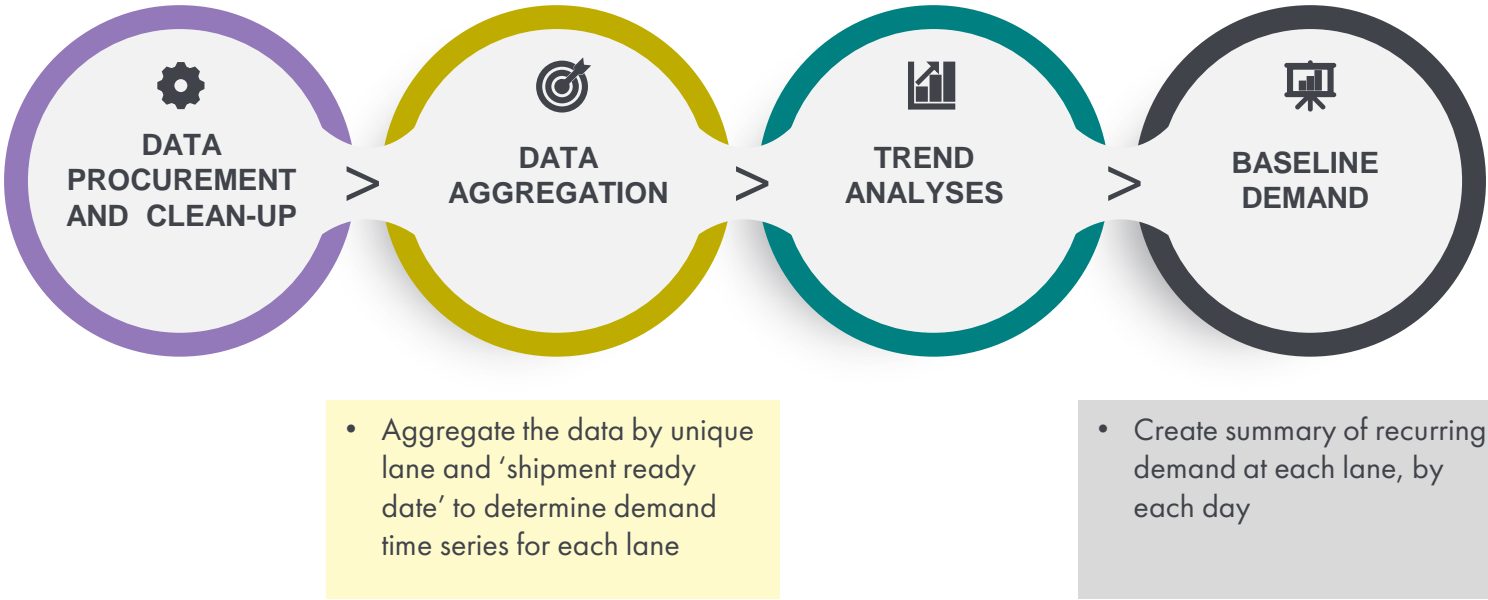 DATA
PROCUREMENT
AND CLEAN-UP
>
DATA
AGGREGATION
>
TREND
ANALYSES
>
BASELINE
DEMAND
• Aggregate the data by unique
lane and ‘shipment ready
date’ to determine demand
time series for each lane
• Create summary of recurring
demand at each lane, by
each day